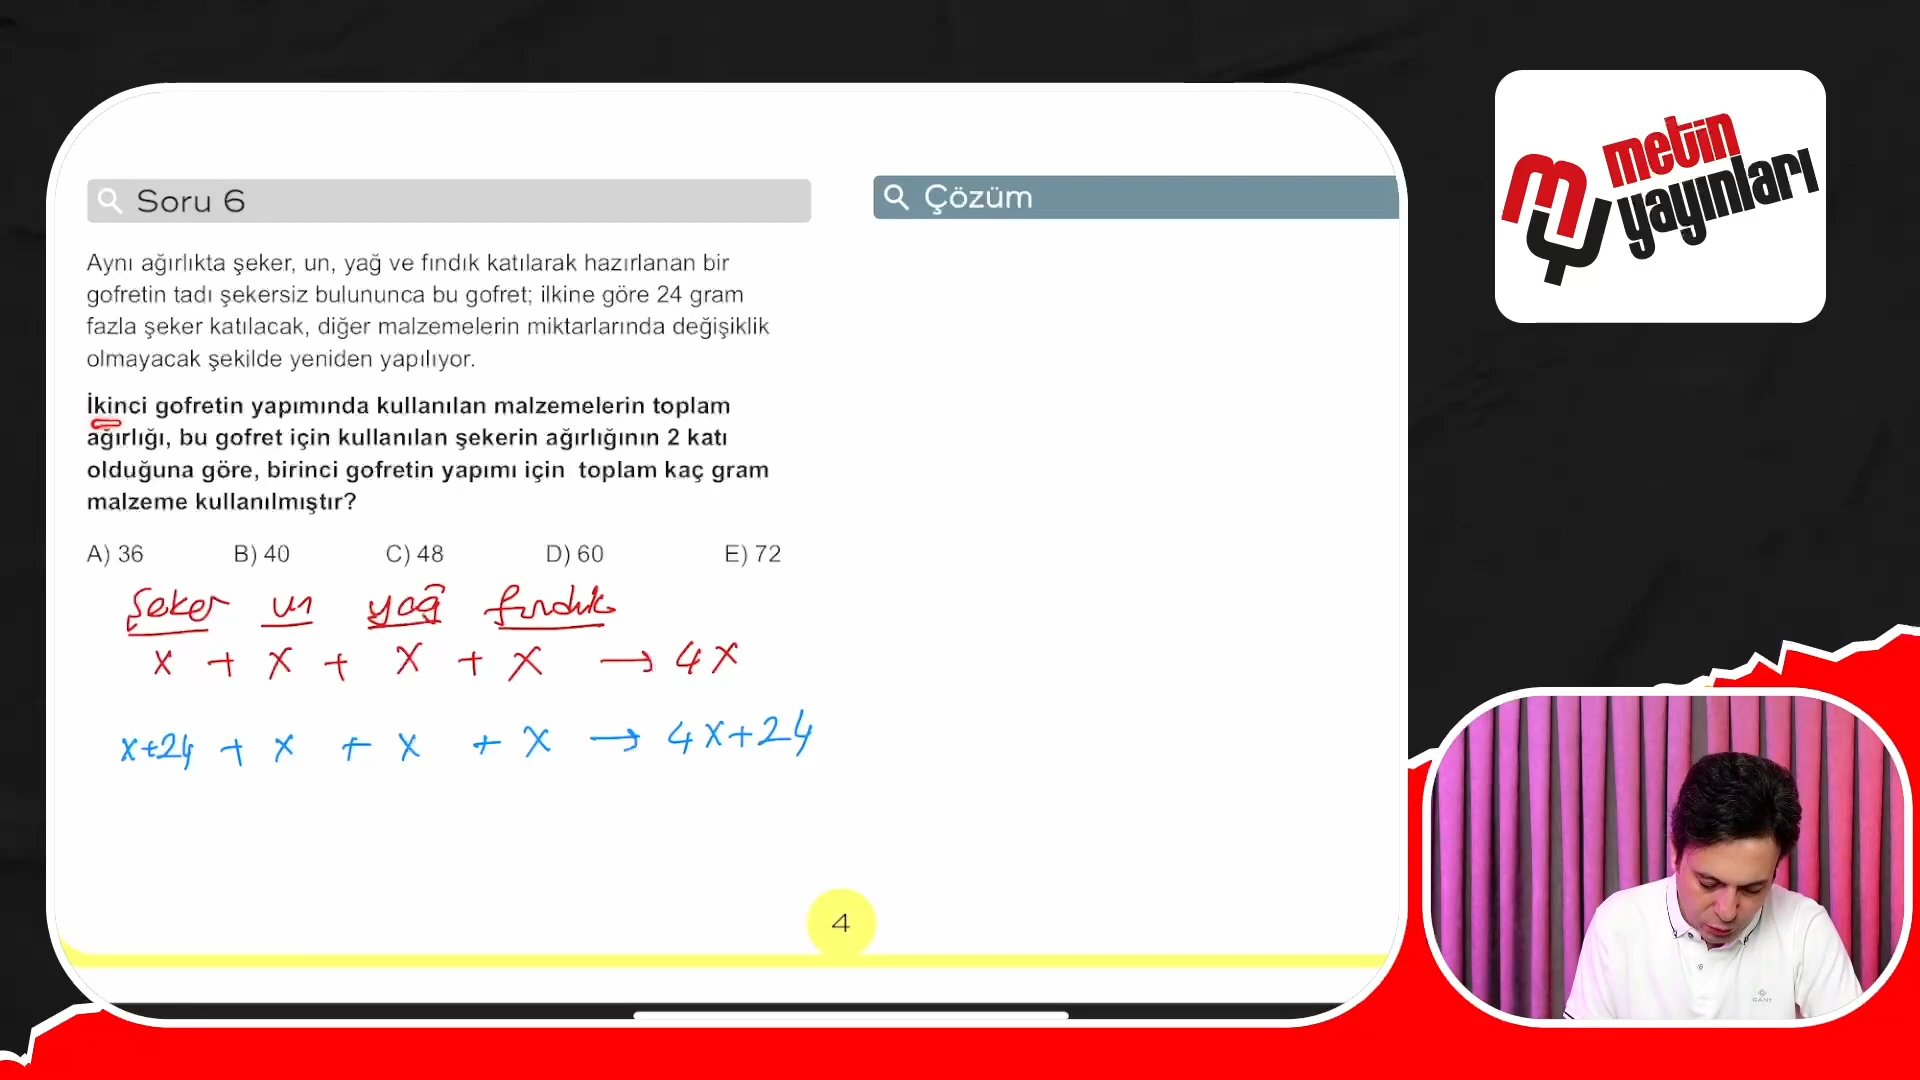 Soru 6
Aynı ağırlıkta şeker, un, yağ ve fındık katılarak hazırlanan bir
gofretin tadı şekersiz bulununca bu gofret; ilkine göre 24 gram
fazla şeker katılacak, diğer malzemelerin miktarlarında değişiklik
olmayacak şekilde yeniden yapılıyor.
İkinci gofretin yapımında kullanılan malzemelerin toplam
ağırlığı, bu gofret için kullanılan şekerin ağırlığının 2 katı
olduğuna göre, birinci gofretin yapımı için toplam kaç gram
malzeme kullanılmıştır?
A) 36 B) 40 C) 48 D) 60 E) 72
Şeker un yağ fındık
x + x + x + x → 4x
x+24 + x + x + x → 4x+24
4
Çözüm
my metin
yayınları
GANT